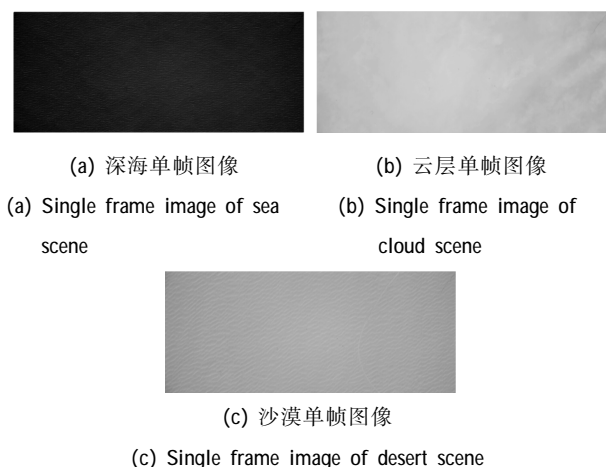 (a) 深海单帧图像
(b) 云层单帧图像
(a) Single frame image of sea
scene
(b) Single frame image of
cloud scene
(c) 沙漠单帧图像
(c) Single frame image of desert scene